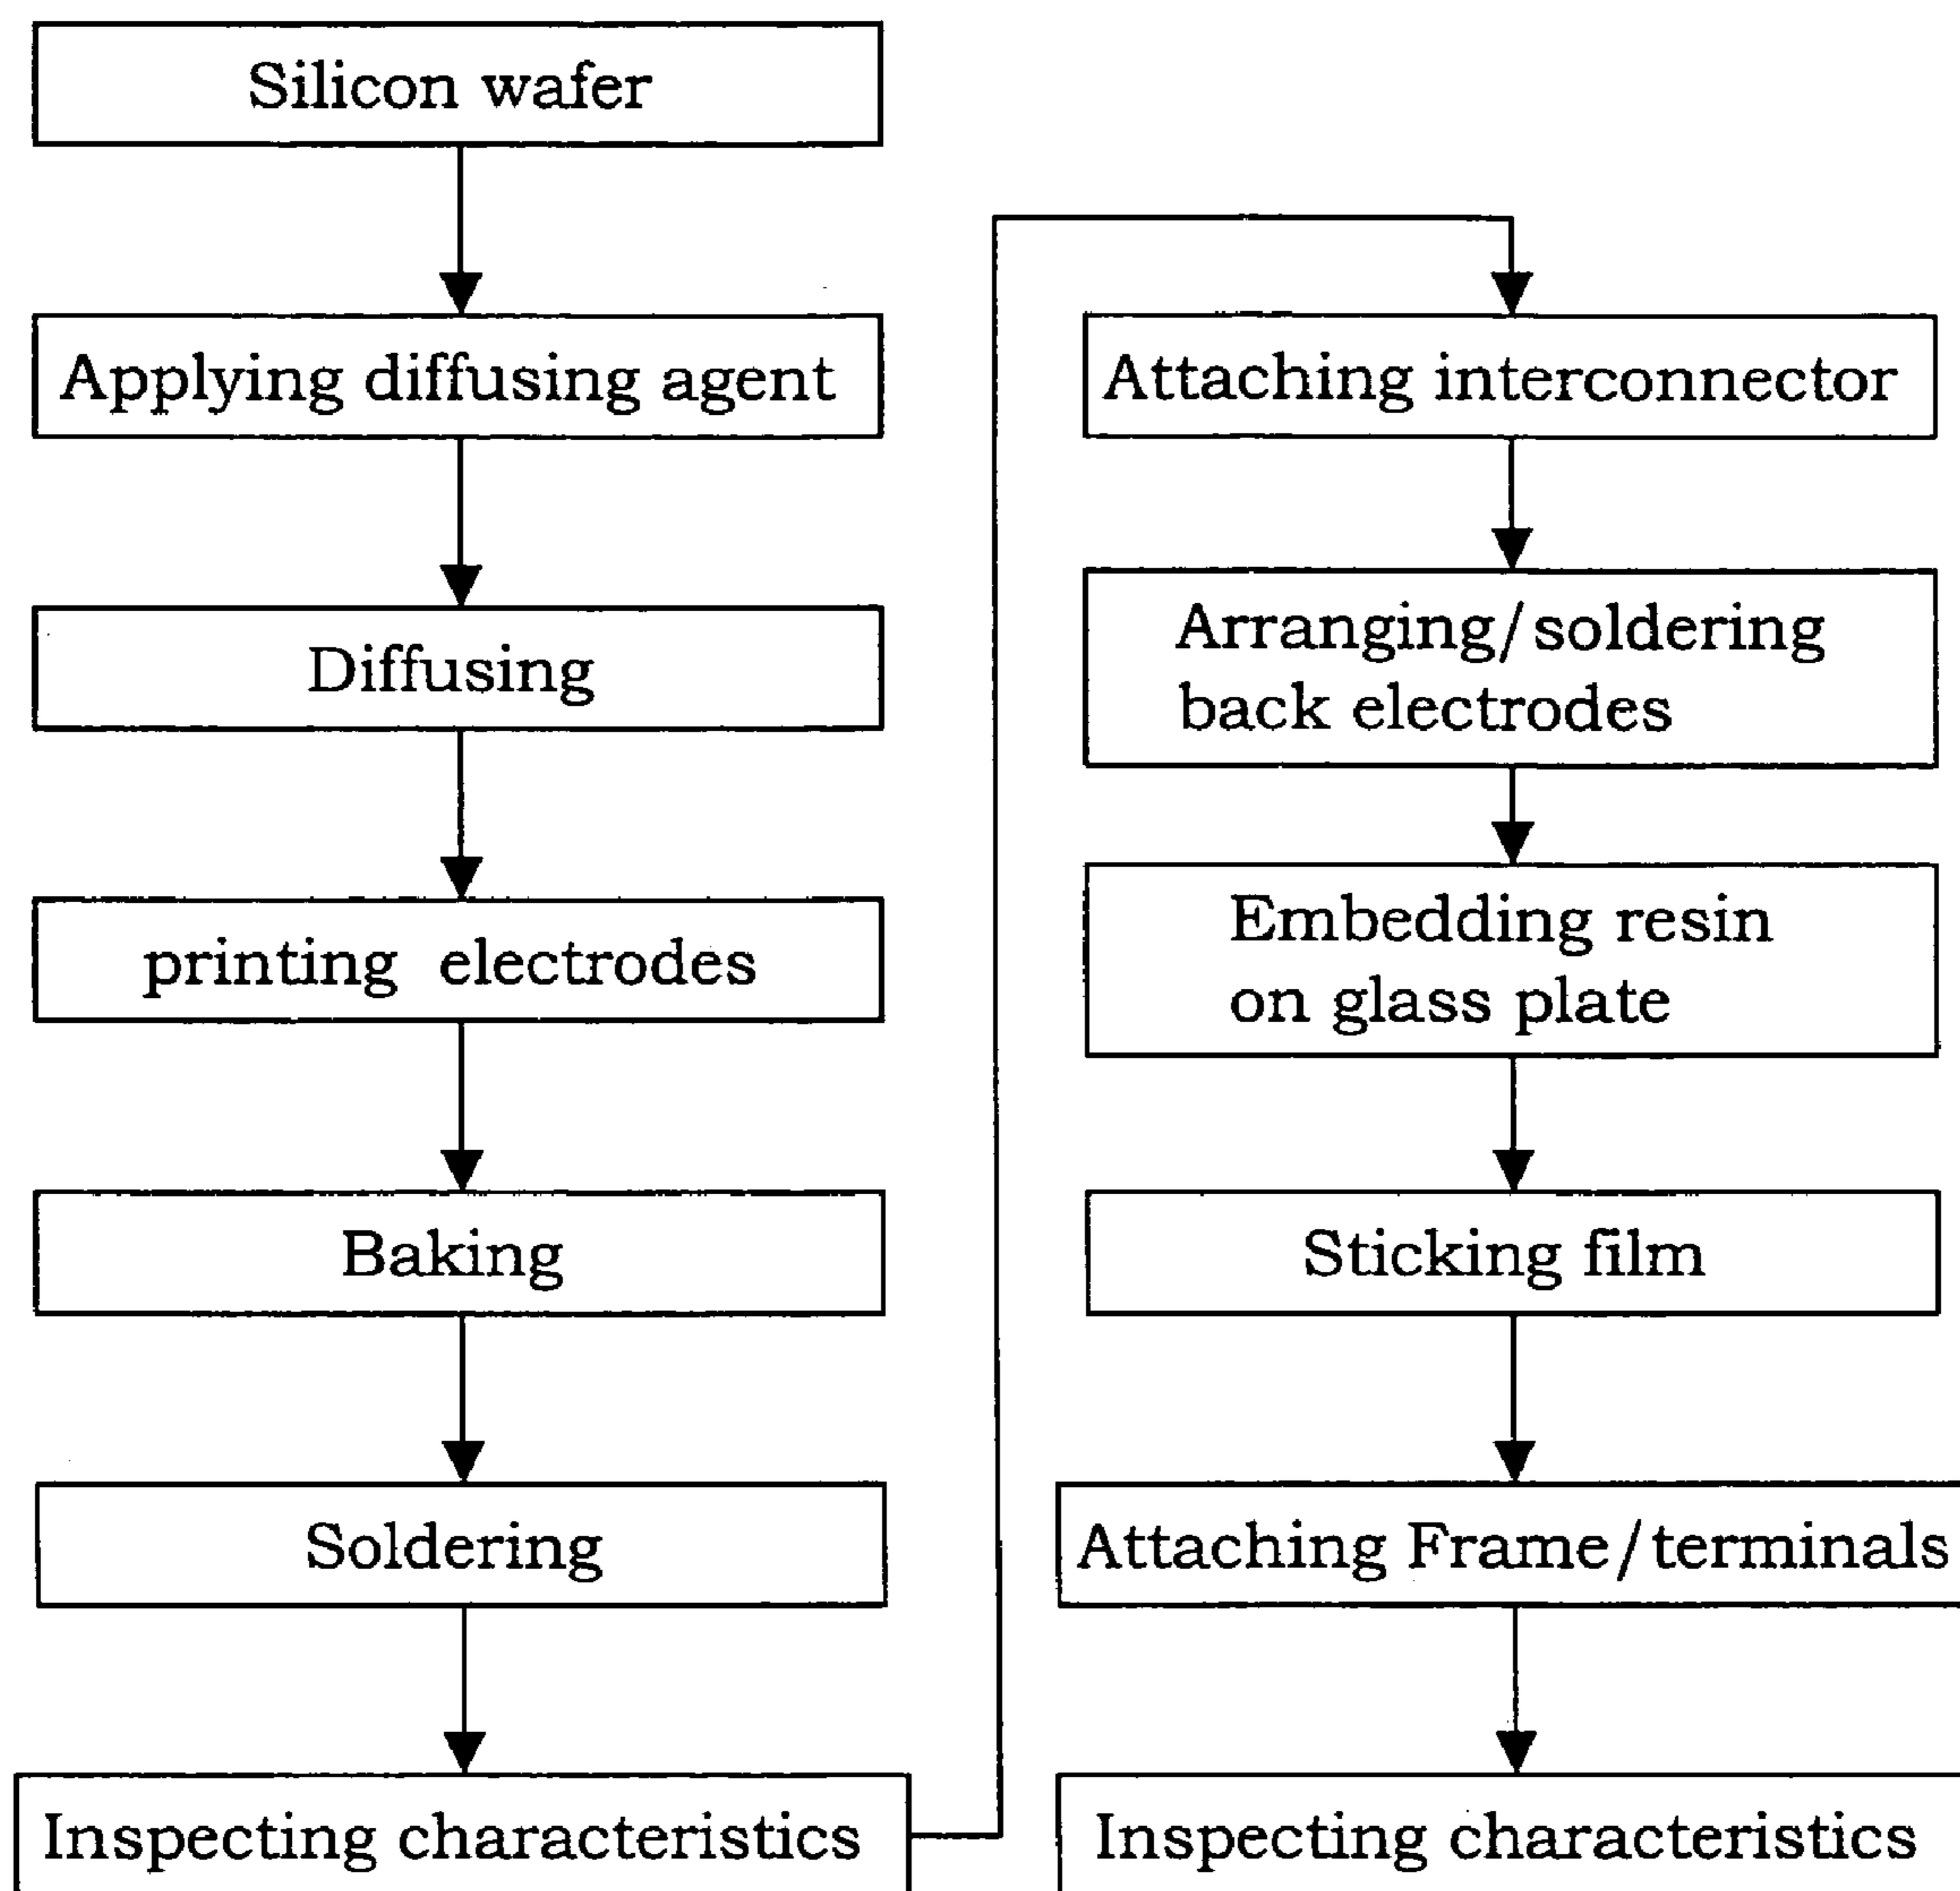 Silicon wafer
Applying diffusing agent
Diffusing
printing electrodes
Baking
Soldering
Inspecting characteristics
Attaching interconnector
Arranging/soldering
back electrodes
Embedding resin
on glass plate
Sticking film
Attaching Frame/terminals
Inspecting characteristics